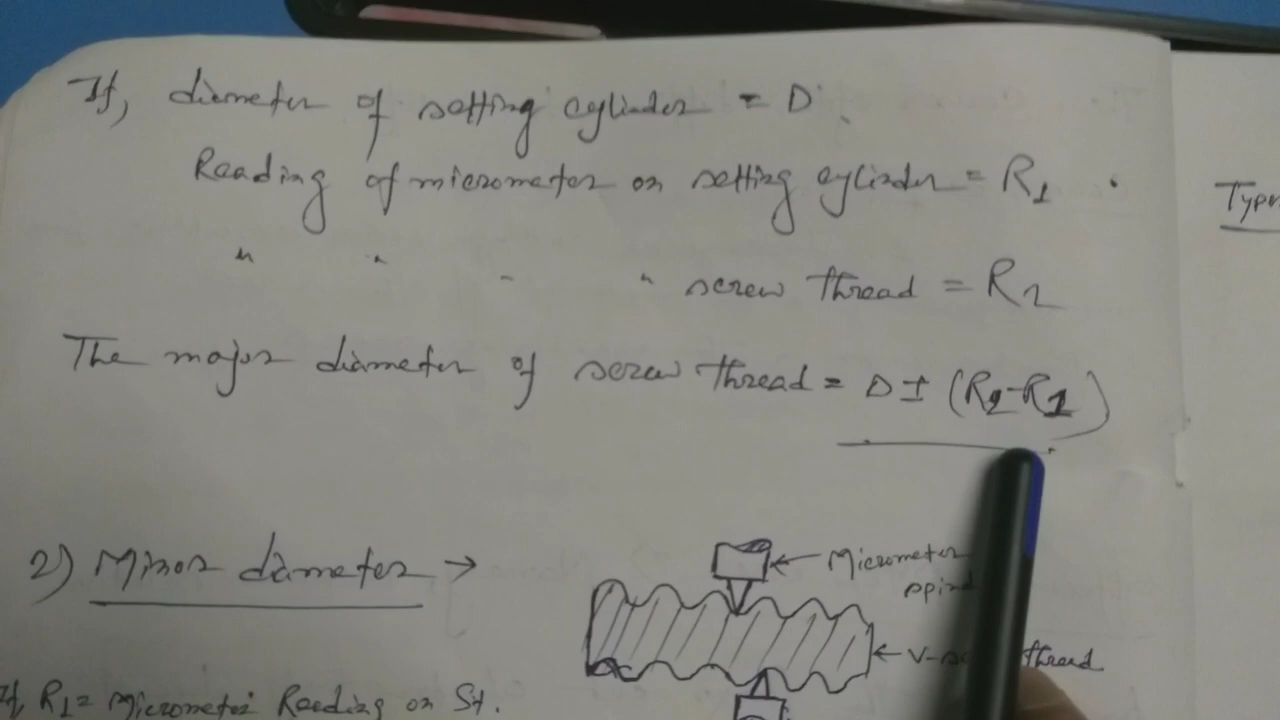 If, diameter of setting cylinder = D.
Reading of micrometer on setting cylinder = R1
" " " " screw thread = R2
The major diameter of screw thread = D ± (R2-R1)
2) Minor diameter →
Micrometer
V- thread
If, R1 = Micrometer Reading on St.
Type